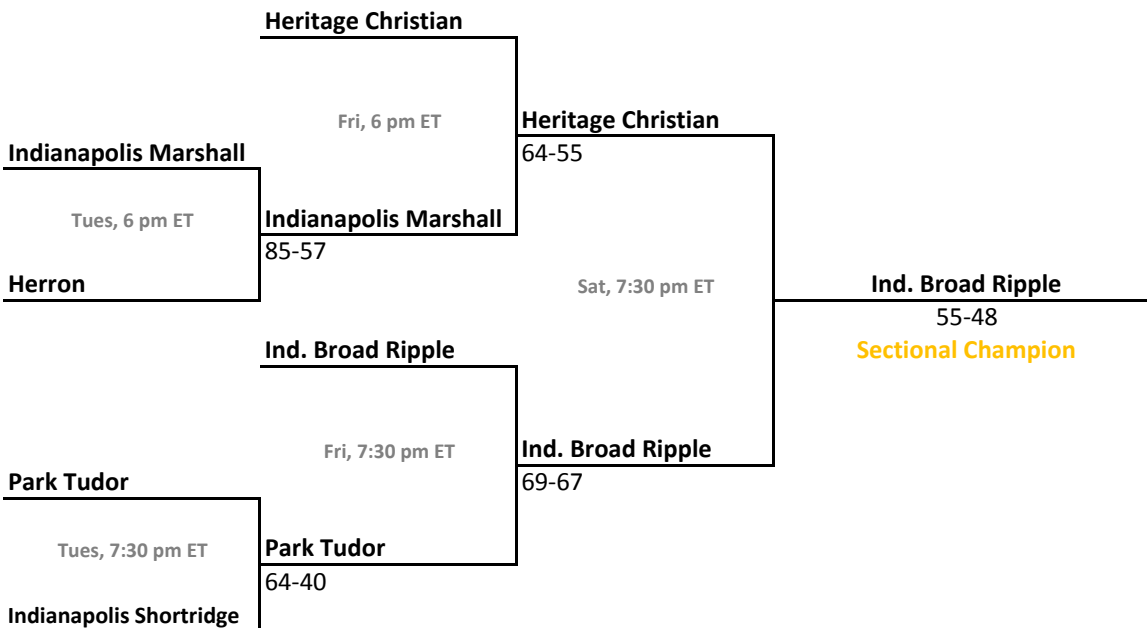 Heritage Christian
Fri, 6 pm ET
Heritage Christian
Indianapolis Marshall
64-55
Tues, 6 pm ET
Indianapolis Marshall
85-57
Herron
Sat, 7:30 pm ET
Ind. Broad Ripple
55-48
Ind. Broad Ripple
Sectional Champion
Fri, 7:30 pm ET
Ind. Broad Ripple
Park Tudor
69-67
Tues, 7:30 pm ET
Park Tudor
64-40
Indianapolis Shortridge